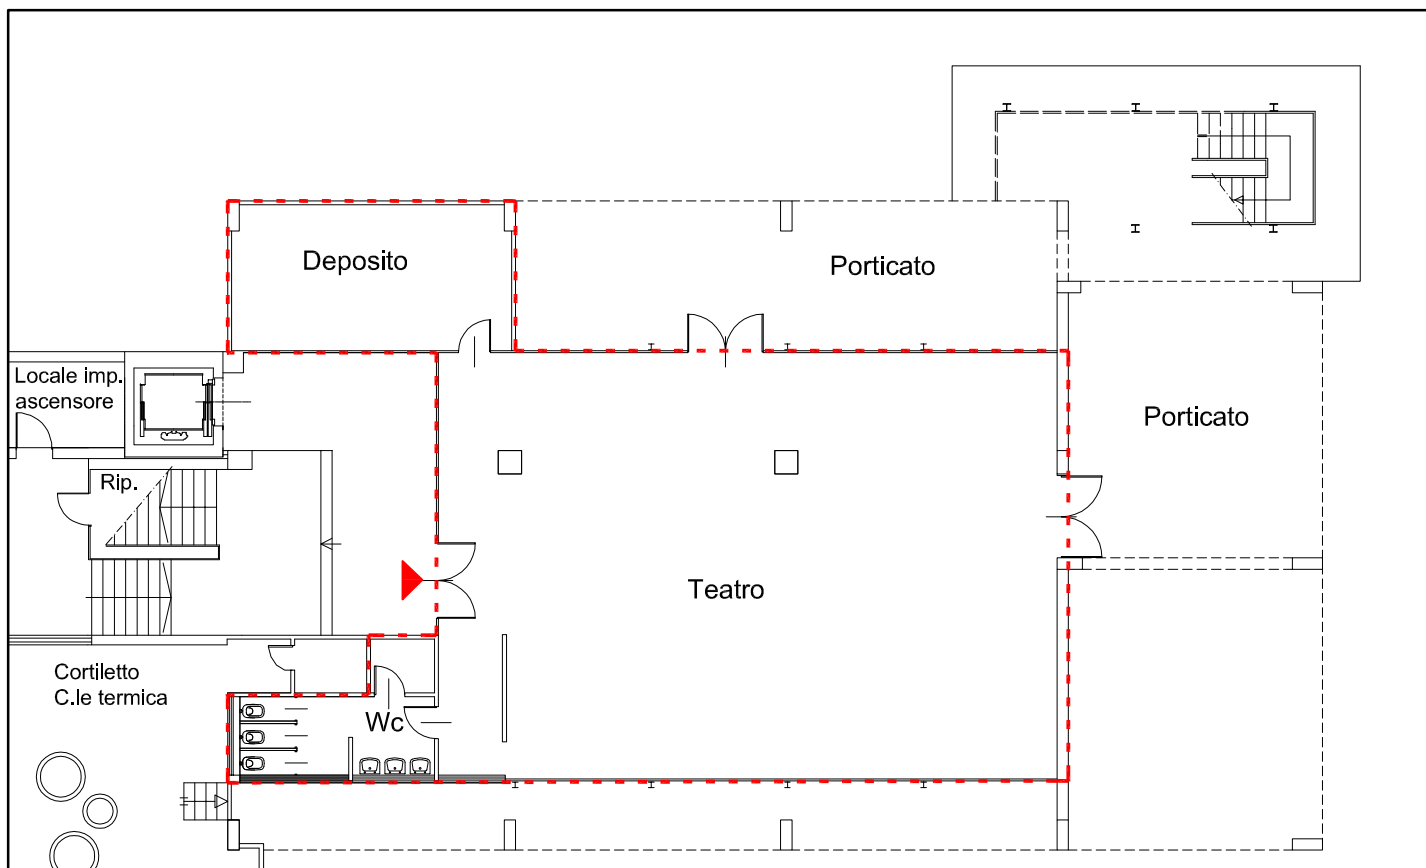 Deposito
Porticato
Locale imp.
ascensore
Porticato
Rip.
Teatro
Cortiletto
C.le termica
Wc